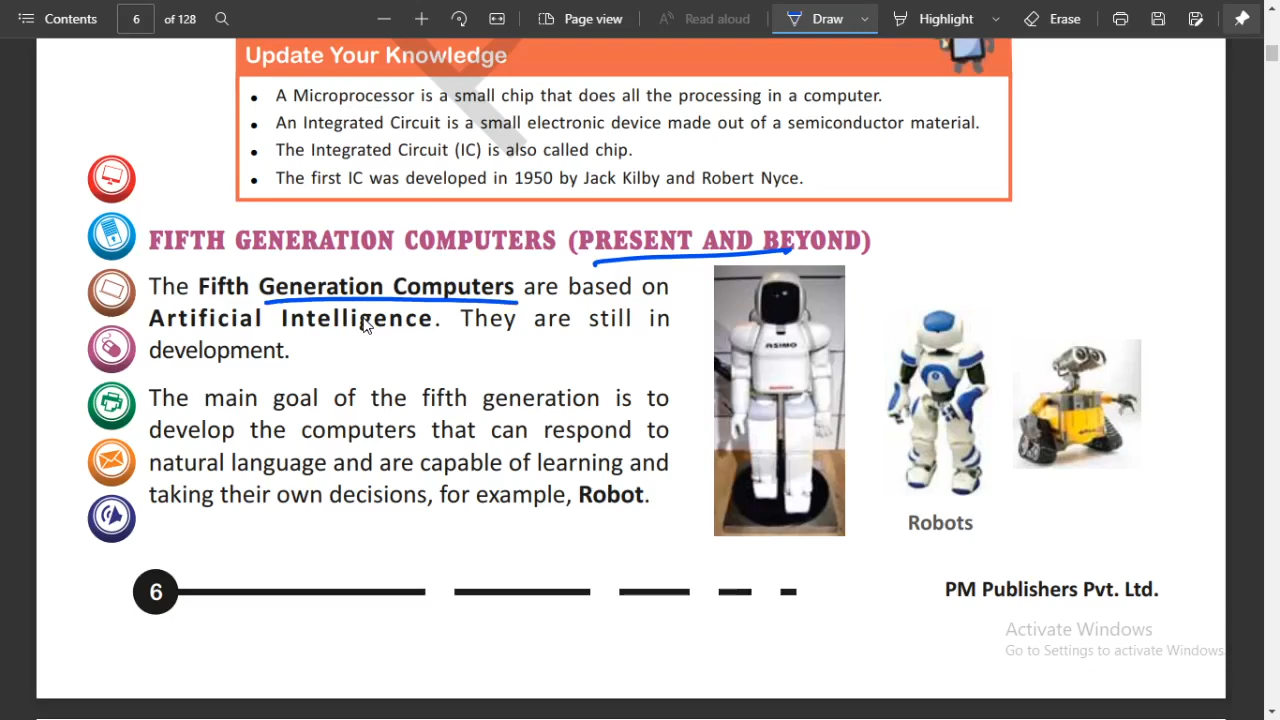 Contents
6 of 128
Page view
Read aloud
Draw
Highlight
Erase
Update Your Knowledge
• A Microprocessor is a small chip that does all the processing in a computer.
• An Integrated Circuit is a small electronic device made out of a semiconductor material.
• The Integrated Circuit (IC) is also called chip.
• The first IC was developed in 1950 by Jack Kilby and Robert Nyce.
FIFTH GENERATION COMPUTERS (PRESENT AND BEYOND)
The Fifth Generation Computers are based on
Artificial Intelligence. They are still in
development.
The main goal of the fifth generation is to
develop the computers that can respond to
natural language and are capable of learning and
taking their own decisions, for example, Robot.
ASIMO
Robots
6
PM Publishers Pvt. Ltd.
Activate Windows
Go to Settings to activate Windows.